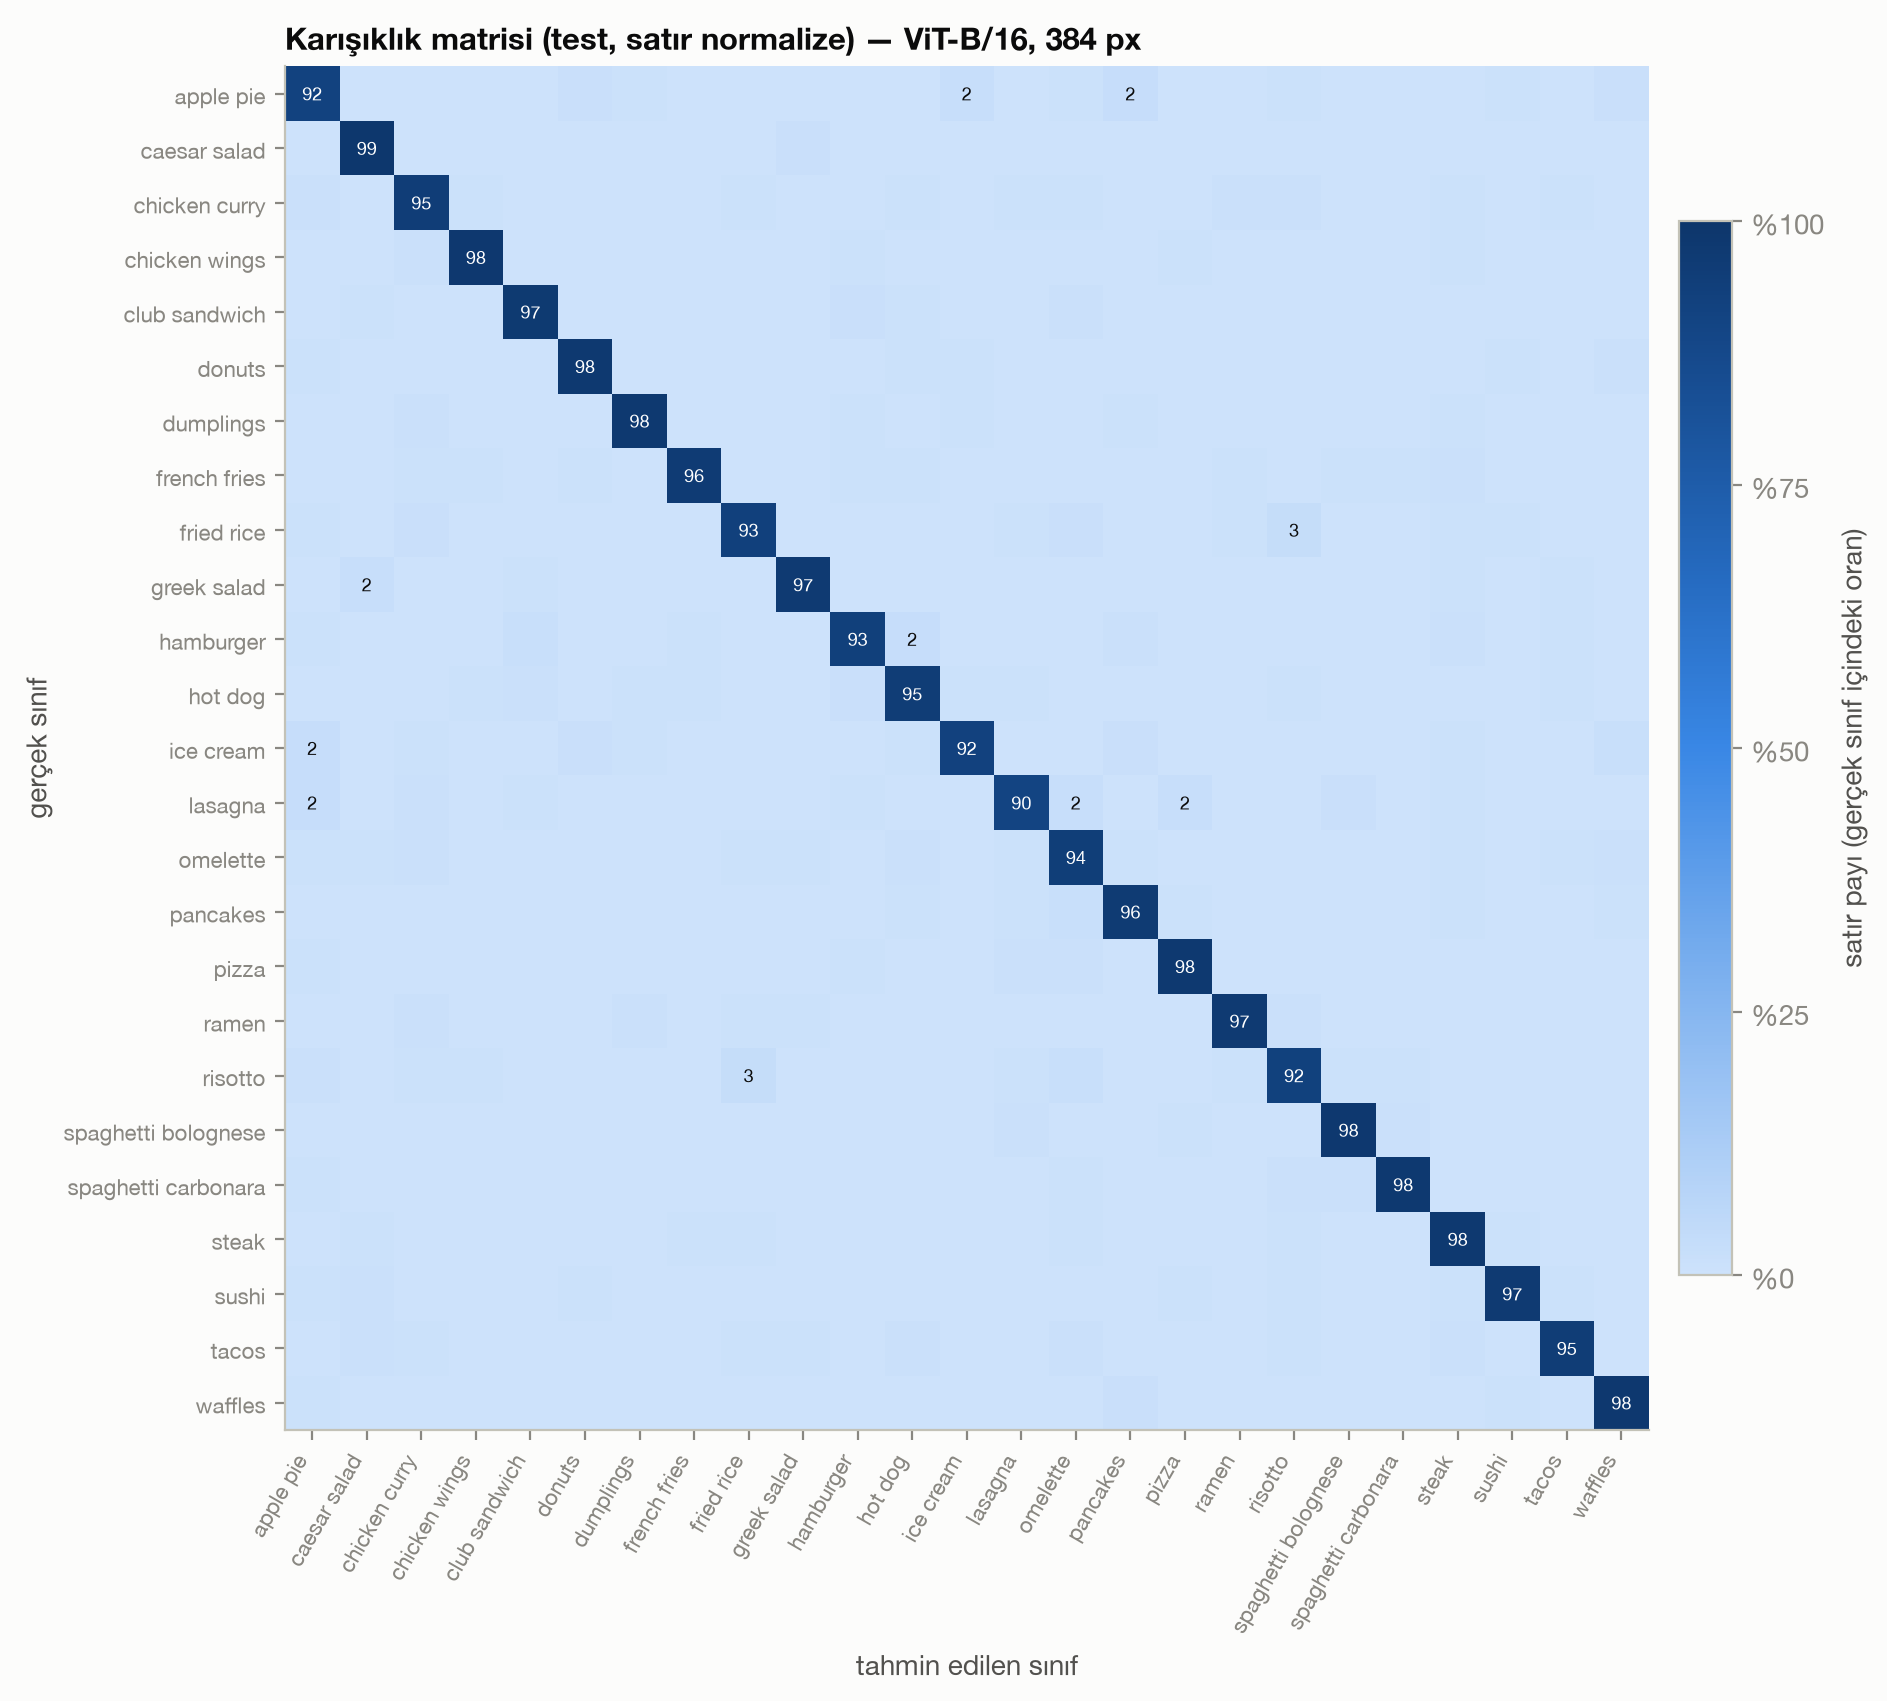 Karışıklık matrisi (test, satır normalize) — ViT-B/16, 384 px
apple pie 92 2 2
caesar salad 99
chicken curry 95
chicken wings 98
club sandwich 97
donuts 98
dumplings 98
french fries 96
fried rice 93 3
greek salad 2 97
hamburger 93 2
hot dog 95
ice cream 2 92
lasagna 2 90 2 2
omelette 94
pancakes 96
pizza 98
ramen 97
risotto 3 92
spaghetti bolognese 98
spaghetti carbonara 98
steak 98
sushi 97
tacos 95
waffles 98
gerçek sınıf
apple pie
caesar salad
chicken curry
chicken wings
club sandwich
donuts
dumplings
french fries
fried rice
greek salad
hamburger
hot dog
ice cream
lasagna
omelette
pancakes
pizza
ramen
risotto
spaghetti bolognese
spaghetti carbonara
steak
sushi
tacos
waffles
tahmin edilen sınıf
%100
%75
%50
%25
%0
satır payı (gerçek sınıf içindeki oran)